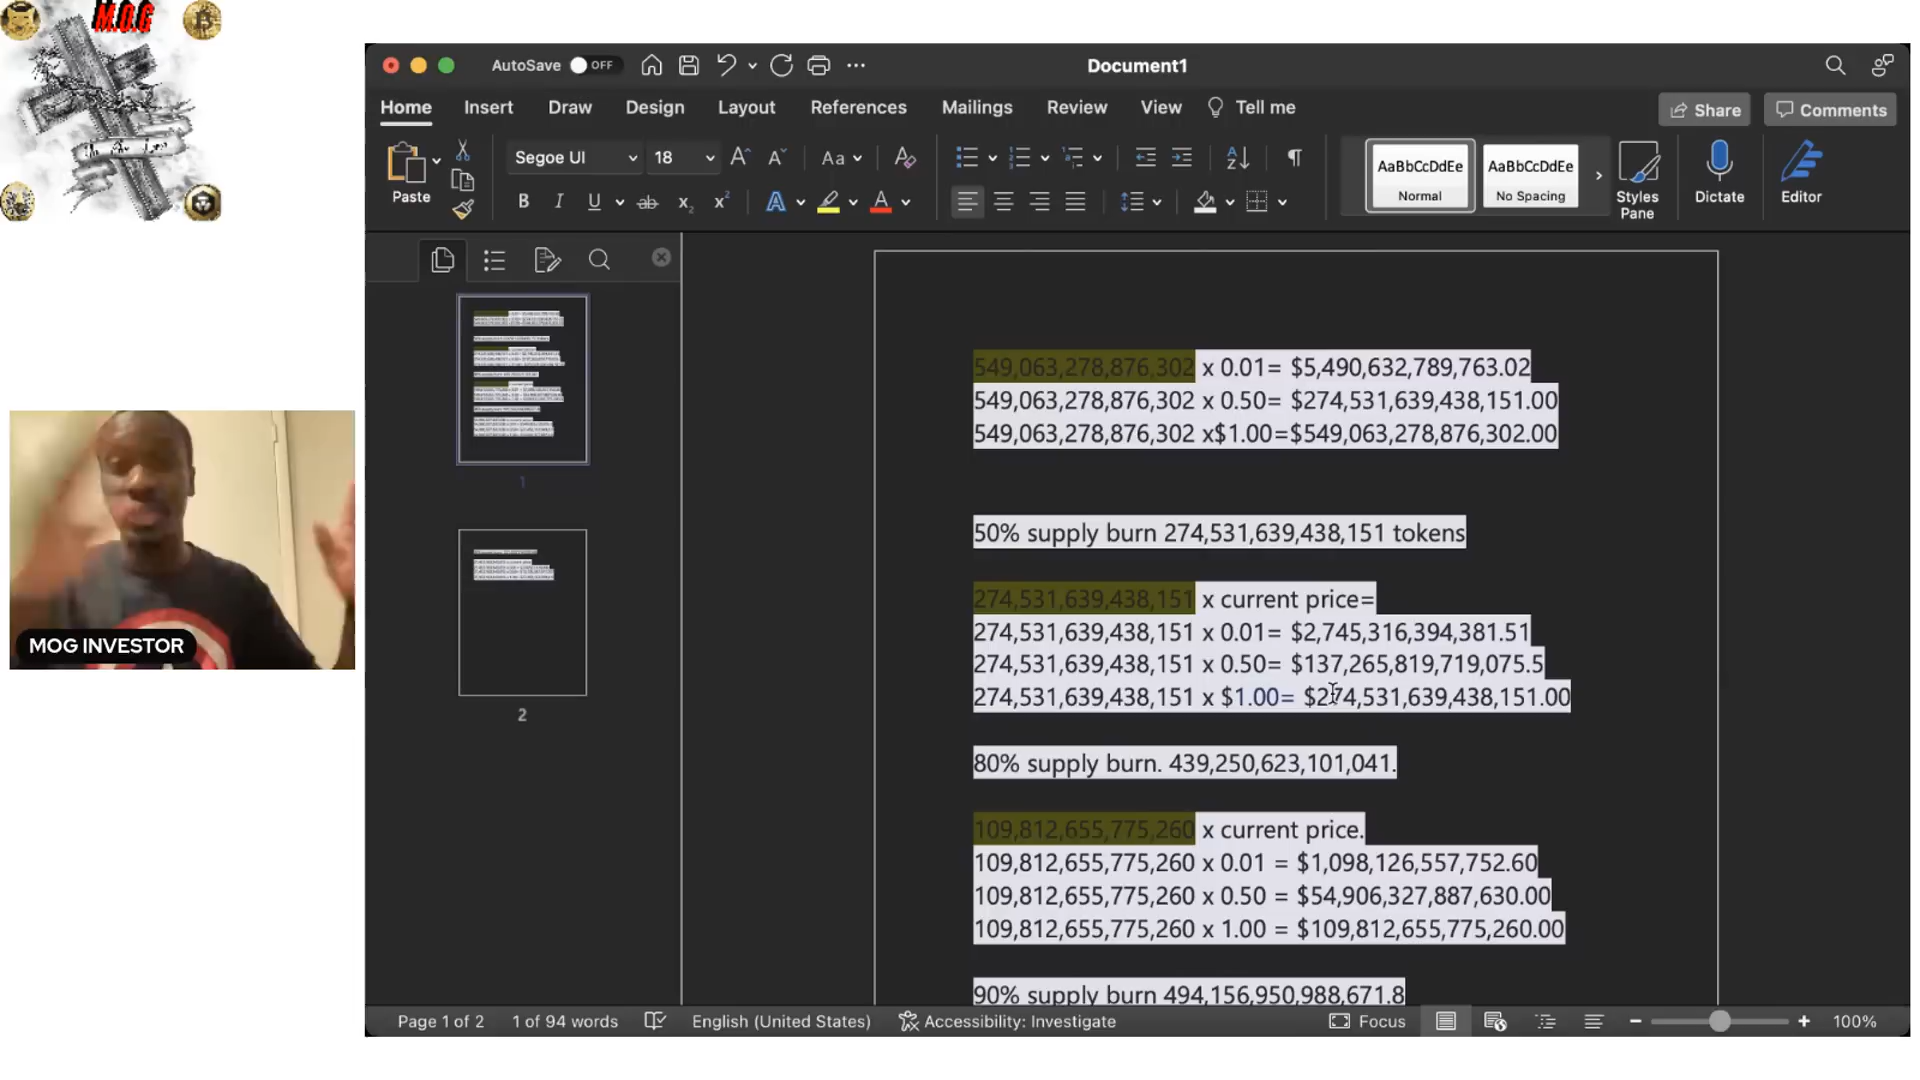 M.O.G
AutoSave OFF
Document1
Home Insert Draw Design Layout References Mailings Review View Tell me
Share Comments
Paste
Segoe UI 18
Aa
AaBbCcDdEe
Normal
AaBbCcDdEe
No Spacing
Styles
Pane
Dictate
Editor
549,063,278,876,302 x 0.01= $5,490,632,789,763.02
549,063,278,876,302 x 0.50= $274,531,639,438,151.00
549,063,278,876,302 x$1.00=$549,063,278,876,302.00
50% supply burn 274,531,639,438,151 tokens
274,531,639,438,151 x current price=
274,531,639,438,151 x 0.01= $2,745,316,394,381.51
274,531,639,438,151 x 0.50= $137,265,819,719,075.5
274,531,639,438,151 x $1.00= $274,531,639,438,151.00
80% supply burn. 439,250,623,101,041.
109,812,655,775,260 x current price.
109,812,655,775,260 x 0.01 = $1,098,126,557,752.60
109,812,655,775,260 x 0.50 = $54,906,327,887,630.00
109,812,655,775,260 x 1.00 = $109,812,655,775,260.00
90% supply burn 494,156,950,988,671.8
1
2
MOG INVESTOR
Page 1 of 2 1 of 94 words English (United States) Accessibility: Investigate Focus 100%